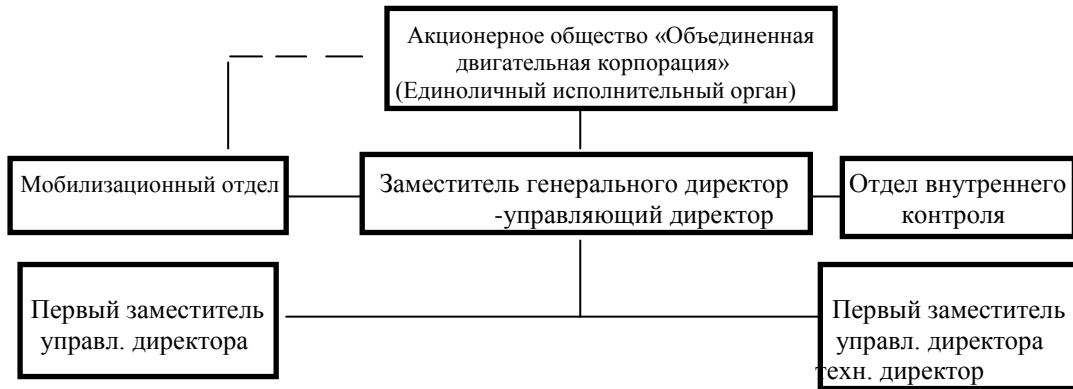 Акционерное общество «Объединенная
двигательная корпорация»
(Единоличный исполнительный орган)
Мобилизационный отдел
Заместитель генерального директор
-управляющий директор
Отдел внутреннего
контроля
Первый заместитель
управл. директора
Первый заместитель
управл. директора
техн. директор